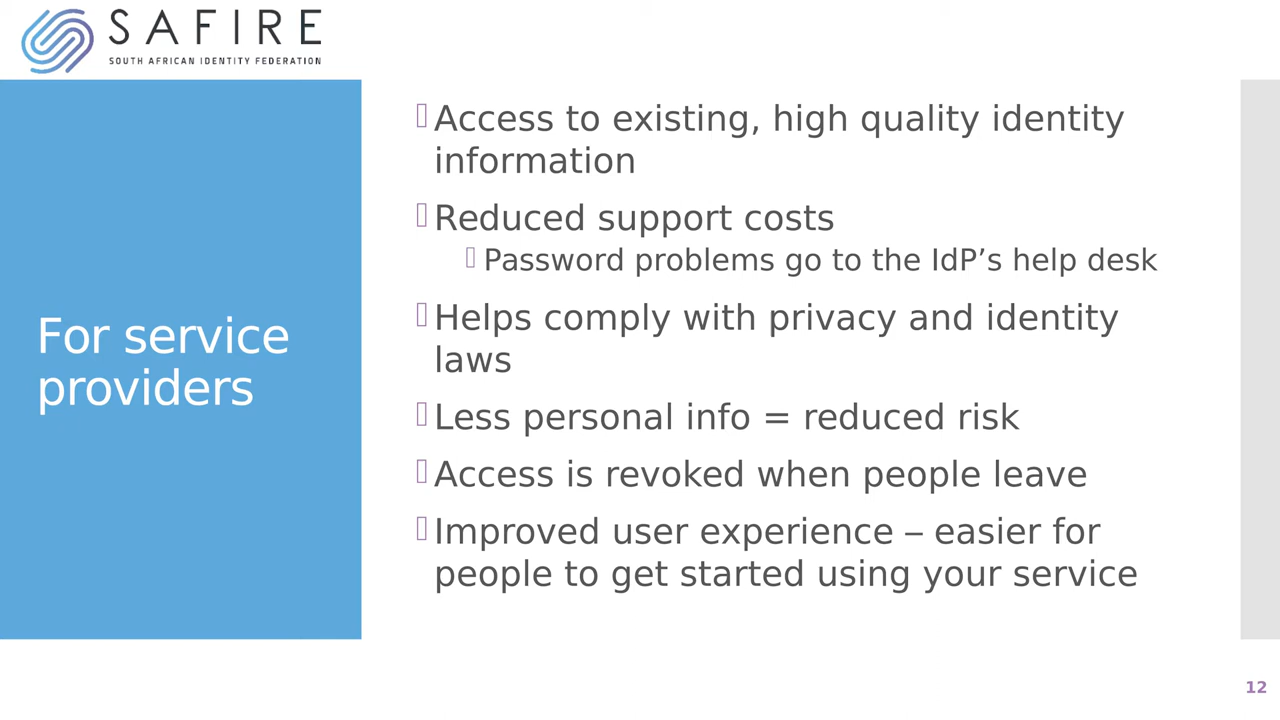 SAFIRE
SOUTH AFRICAN IDENTITY FEDERATION
For service
providers
Access to existing, high quality identity
information
Reduced support costs
Password problems go to the IdP’s help desk
Helps comply with privacy and identity
laws
Less personal info = reduced risk
Access is revoked when people leave
Improved user experience – easier for
people to get started using your service
12